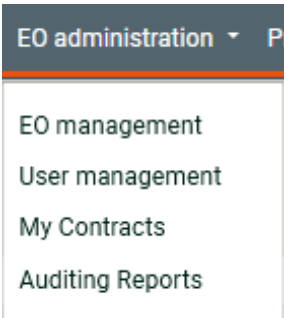 EO administration
EO management
User management
My Contracts
Auditing Reports